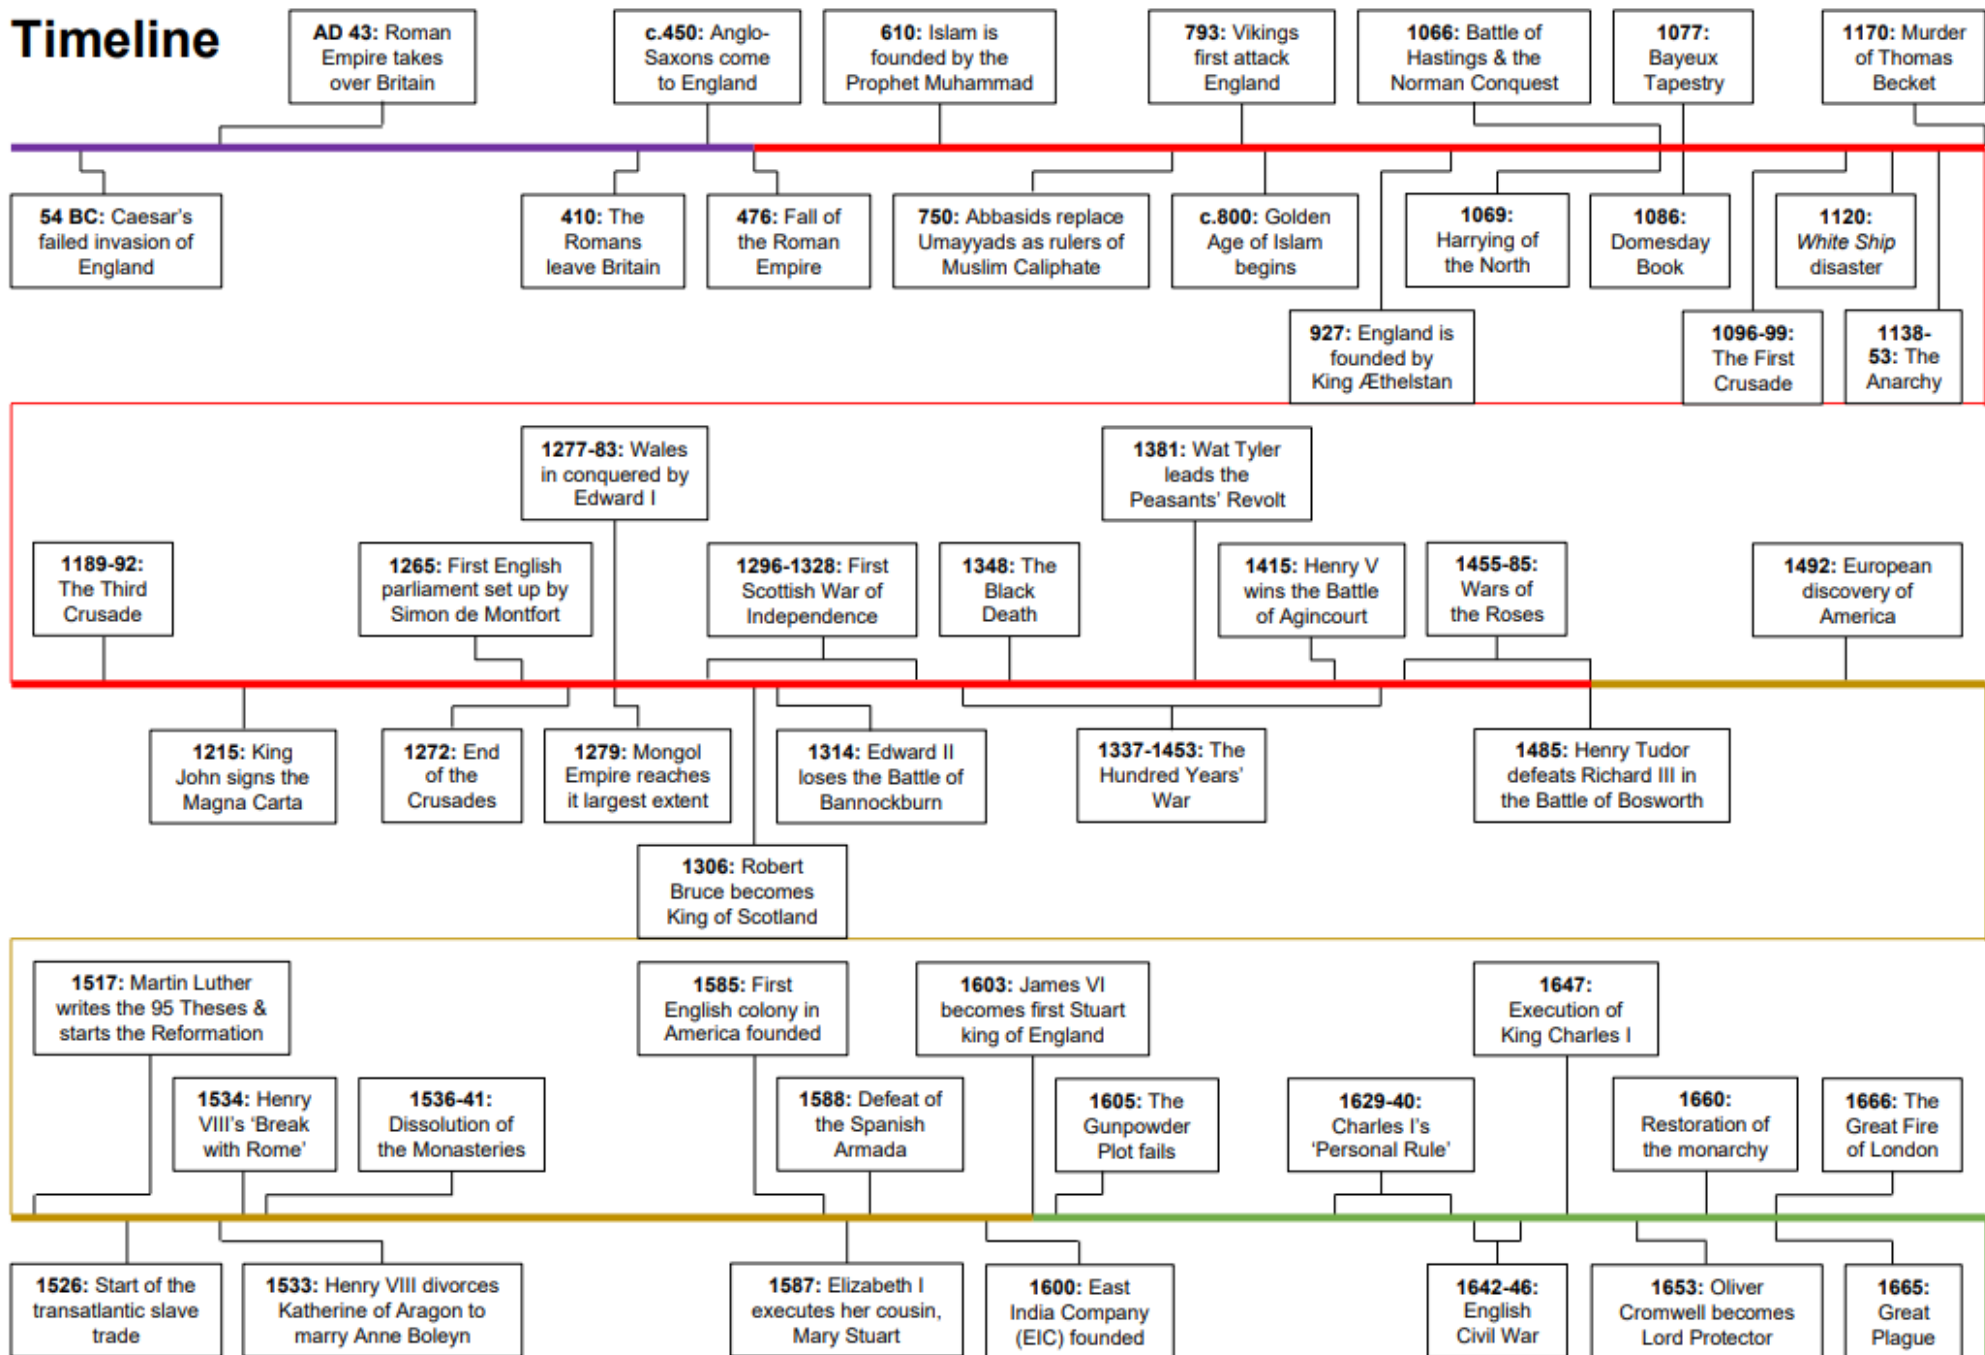 Timeline
AD 43: Roman
Empire takes
over Britain
c.450: Anglo-
Saxons come
to England
610: Islam is
founded by the
Prophet Muhammad
793: Vikings
first attack
England
1066: Battle of
Hastings & the
Norman Conquest
1077:
Bayeux
Tapestry
1170: Murder
of Thomas
Becket
54 BC: Caesar's
failed invasion of
England
410: The
Romans
leave Britain
476: Fall of
the Roman
Empire
750: Abbasids replace
Umayyads as rulers of
Muslim Caliphate
c.800: Golden
Age of Islam
begins
1069:
Harrying of
the North
1086:
Domesday
Book
1120:
White Ship
disaster
927: England is
founded by
King Æthelstan
1096-99:
The First
Crusade
1138-
53: The
Anarchy
1277-83: Wales
in conquered by
Edward I
1381: Wat Tyler
leads the
Peasants' Revolt
1189-92:
The Third
Crusade
1265: First English
parliament set up by
Simon de Montfort
1296-1328: First
Scottish War of
Independence
1348: The
Black
Death
1415: Henry V
wins the Battle
of Agincourt
1455-85:
Wars of
the Roses
1492: European
discovery of
America
1215: King
John signs the
Magna Carta
1272: End
of the
Crusades
1279: Mongol
Empire reaches
it largest extent
1314: Edward II
loses the Battle of
Bannockburn
1337-1453: The
Hundred Years'
War
1485: Henry Tudor
defeats Richard III in
the Battle of Bosworth
1306: Robert
Bruce becomes
King of Scotland
1517: Martin Luther
writes the 95 Theses &
starts the Reformation
1585: First
English colony in
America founded
1603: James VI
becomes first Stuart
king of England
1647:
Execution of
King Charles I
1534: Henry
VIII's 'Break
with Rome'
1536-41:
Dissolution of
the Monasteries
1588: Defeat of
the Spanish
Armada
1605: The
Gunpowder
Plot fails
1629-40:
Charles I's
'Personal Rule'
1660:
Restoration of
the monarchy
1666: The
Great Fire
of London
1526: Start of the
transatlantic slave
trade
1533: Henry VIII divorces
Katherine of Aragon to
marry Anne Boleyn
1587: Elizabeth I
executes her cousin,
Mary Stuart
1600: East
India Company
(EIC) founded
1642-46:
English
Civil War
1653: Oliver
Cromwell becomes
Lord Protector
1665:
Great
Plague